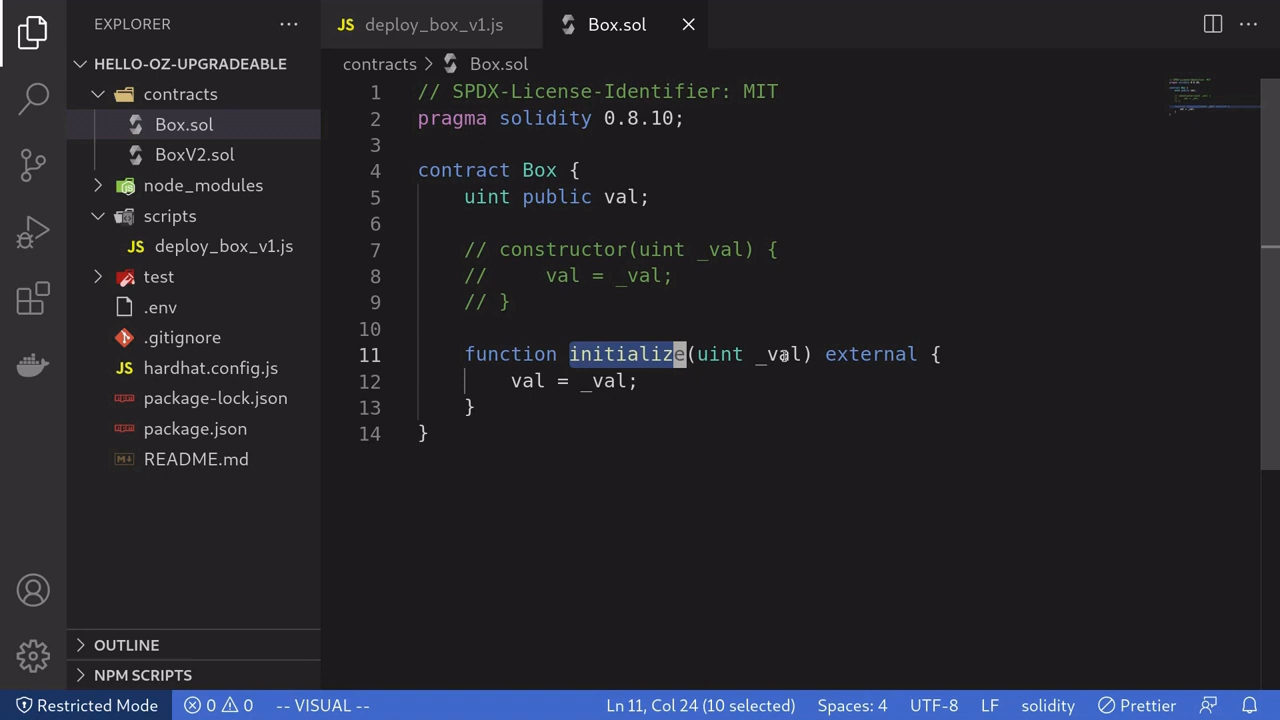 EXPLORER
HELLO-OZ-UPGRADEABLE
contracts
Box.sol
BoxV2.sol
node_modules
scripts
JS deploy_box_v1.js
test
.env
.gitignore
JS hardhat.config.js
package-lock.json
package.json
README.md
OUTLINE
NPM SCRIPTS
JS deploy_box_v1.js
Box.sol
contracts > Box.sol
1 // SPDX-License-Identifier: MIT
2 pragma solidity 0.8.10;
3
4 contract Box {
5 uint public val;
6
7 // constructor(uint _val) {
8 // val = _val;
9 // }
10
11 function initialize(uint _val) external {
12 val = _val;
13 }
14 }
Restricted Mode 0 0 -- VISUAL -- Ln 11, Col 24 (10 selected) Spaces: 4 UTF-8 LF solidity Prettier